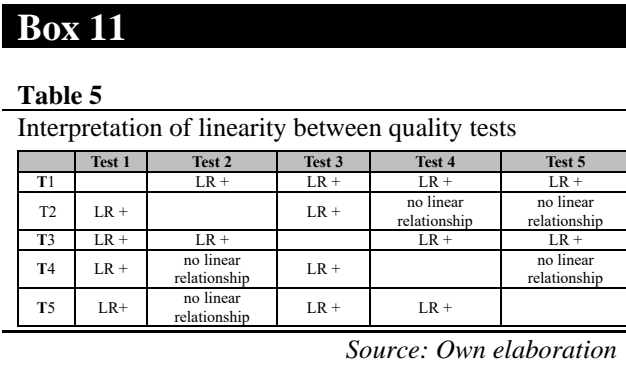 Box 11
Table 5
Interpretation of linearity between quality tests
Test 1 Test 2 Test 3 Test 4 Test 5
T1 LR + LR + LR + LR +
T2 LR + LR + no linear relationship no linear relationship
T3 LR + LR + LR + LR +
T4 LR + no linear relationship LR + no linear relationship
T5 LR+ no linear relationship LR + LR +
Source: Own elaboration